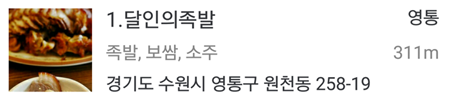 1.달인의족발 영통
족발, 보쌈, 소주 311m
경기도 수원시 영통구 원천동 258-19